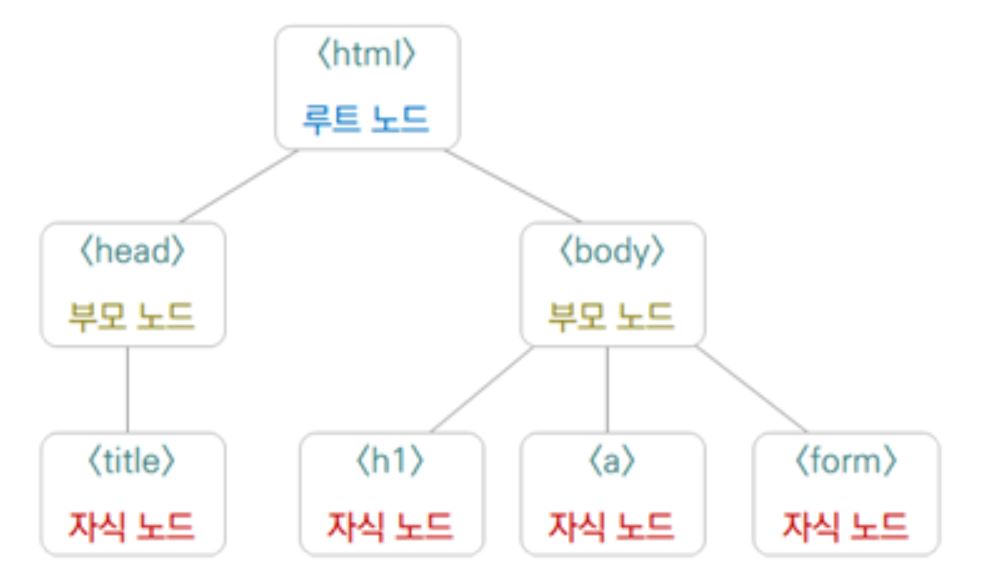 〈html〉
루트 노드
〈head〉
부모 노드
〈body〉
부모 노드
〈title〉
자식 노드
〈h1〉
자식 노드
〈a〉
자식 노드
〈form〉
자식 노드